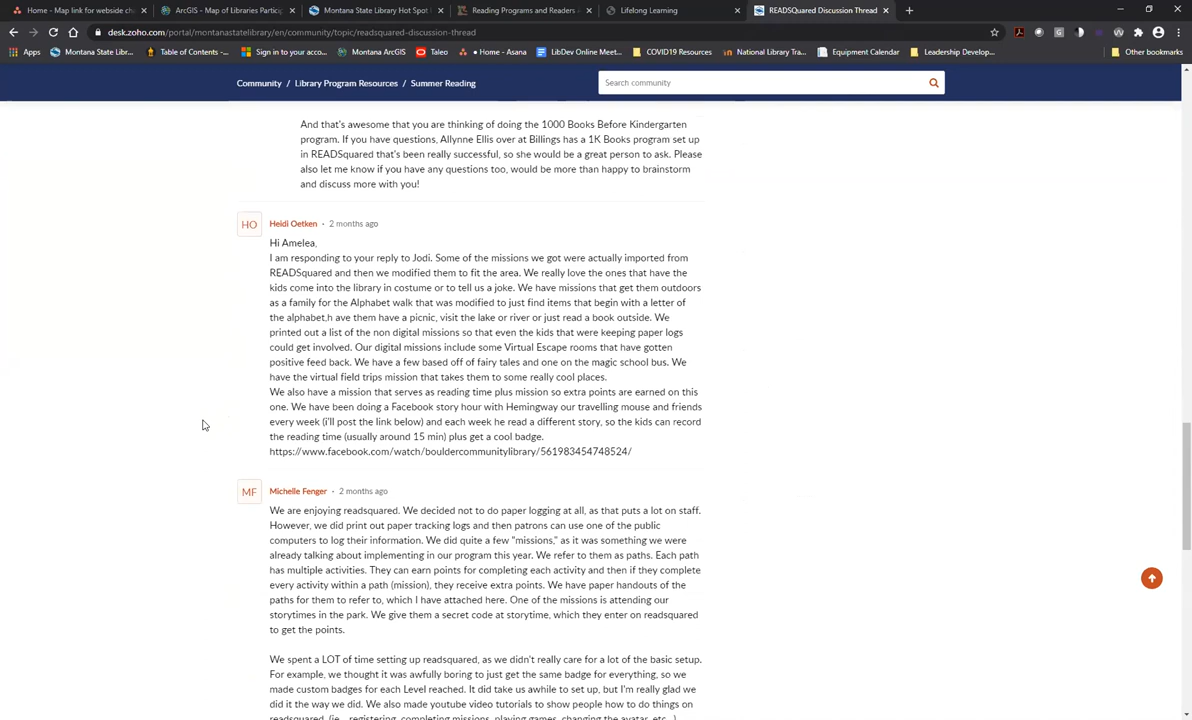 Map link for website chan
ArcGIS - Map of Libraries Particip
Montana State Library Hot Spot L
Reading Programs and Readers A
Lifelong Learning
READSQuared Discussion Thread
desk.zoho.com/portal/montanastatelibrary/en/community/topic/readsquared-discussion-thread
Apps
Montana State Libr...
Table of Contents -...
Sign in to your acco...
Montana ArcGIS
Taleo
Home - Asana
LibDev Office Meet...
COVID19 Resources
National Library Tra...
Equipment Calendar
Leadership Develop...
Other bookmarks
Community / Library Program Resources / Summer Reading
Search community
And that's awesome that you are thinking of doing the 1000 Books Before Kindergarten
program. If you have questions, Allynne Ellis over at Billings has a 1K Books program set up
in READSquared that's been really successful, so she would be a great person to ask. Please
also let me know if you have any questions too, would be more than happy to brainstorm
and discuss more with you!
HO
Heidi Oetken · 2 months ago
Hi Amelea,
I am responding to your reply to Jodi. Some of the missions we got were actually imported from
READSquared and then we modified them to fit the area. We really love the ones that have the
kids come into the library in costume or to tell us a joke. We have missions that get them outdoors
as a family for the Alphabet walk that was modified to just find items that begin with a letter of
the alphabet,h ave them have a picnic, visit the lake or river or just read a book outside. We
printed out a list of the non digital missions so that even the kids that were keeping paper logs
could get involved. Our digital missions include some Virtual Escape rooms that have gotten
positive feed back. We have a few based off of fairy tales and one on the magic school bus. We
have the virtual field trips mission that takes them to some really cool places.
We also have a mission that serves as reading time plus mission so extra points are earned on this
one. We have been doing a Facebook story hour with Hemingway our travelling mouse and friends
every week (i'll post the link below) and each week he read a different story, so the kids can record
the reading time (usually around 15 min) plus get a cool badge.
https://www.facebook.com/watch/bouldercommunitylibrary/561983454748524/
MF
Michelle Fenger · 2 months ago
We are enjoying readsquared. We decided not to do paper logging at all, as that puts a lot on staff.
However, we did print out paper tracking logs and then patrons can use one of the public
computers to log their information. We did quite a few "missions," as it was something we were
already talking about implementing in our program this year. We refer to them as paths. Each path
has multiple activities. They can earn points for completing each activity and then if they complete
every activity within a path (mission), they receive extra points. We have paper handouts of the
paths for them to refer to, which I have attached here. One of the missions is attending our
storytimes in the park. We give them a secret code at storytime, which they enter on readsquared
to get the points.
We spent a LOT of time setting up readsquared, as we didn't really care for a lot of the basic setup.
For example, we thought it was awfully boring to just get the same badge for everything, so we
made custom badges for each Level reached. It did take us awhile to set up, but I'm really glad we
did it the way we did. We also made youtube video tutorials to show people how to do things on
readsquared, (ie... registering, completing missions, playing games, changing the avatar, etc...)